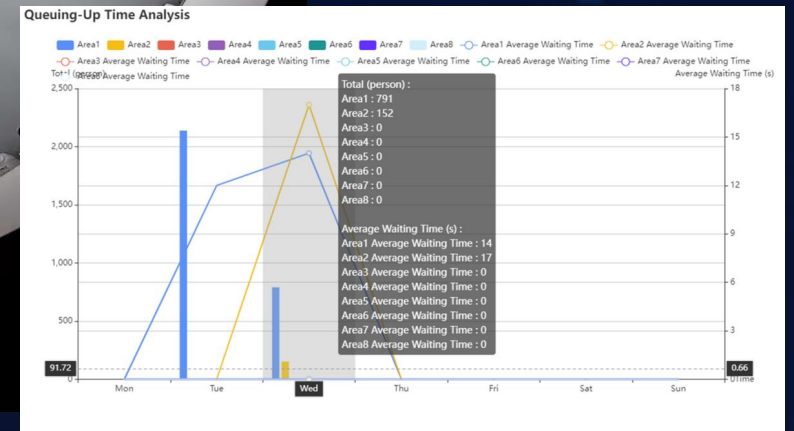 Queuing-Up Time Analysis
Area1 Area2 Area3 Area4 Area5 Area6 Area7 Area8 Area1 Average Waiting Time Area2 Average Waiting Time
Area3 Average Waiting Time Area4 Average Waiting Time Area5 Average Waiting Time Area6 Average Waiting Time Area7 Average Waiting Time
Area8 Average Waiting Time
Total (person) Average Waiting Time (s)
2,500 18
2,000 15
1,500 12
1,000 9
500 6
3
91.72 0.66
0 0 Time
Mon Tue Wed Thu Fri Sat Sun
Total (person) :
Area1 : 791
Area2 : 152
Area3 : 0
Area4 : 0
Area5 : 0
Area6 : 0
Area7 : 0
Area8 : 0
Average Waiting Time (s) :
Area1 Average Waiting Time : 14
Area2 Average Waiting Time : 17
Area3 Average Waiting Time : 0
Area4 Average Waiting Time : 0
Area5 Average Waiting Time : 0
Area6 Average Waiting Time : 0
Area7 Average Waiting Time : 0
Area8 Average Waiting Time : 0